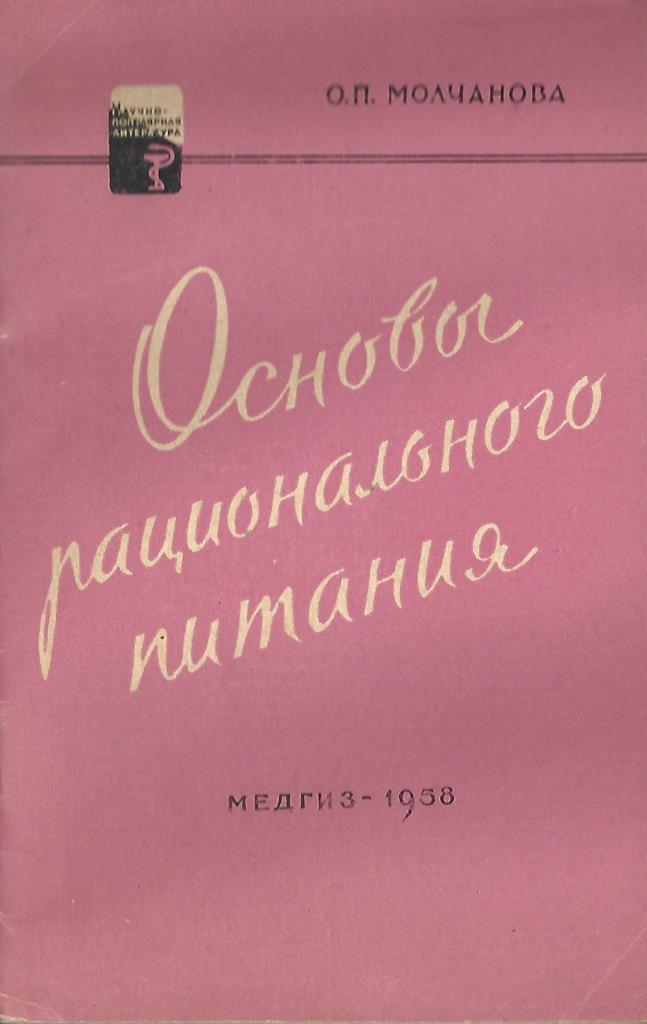 О.П. МОЛЧАНОВА
НАУЧНО-
ПОПУЛЯРНАЯ
ЛИТЕРАТУРА
Основы
рационального
питания
МЕДГИЗ - 1958